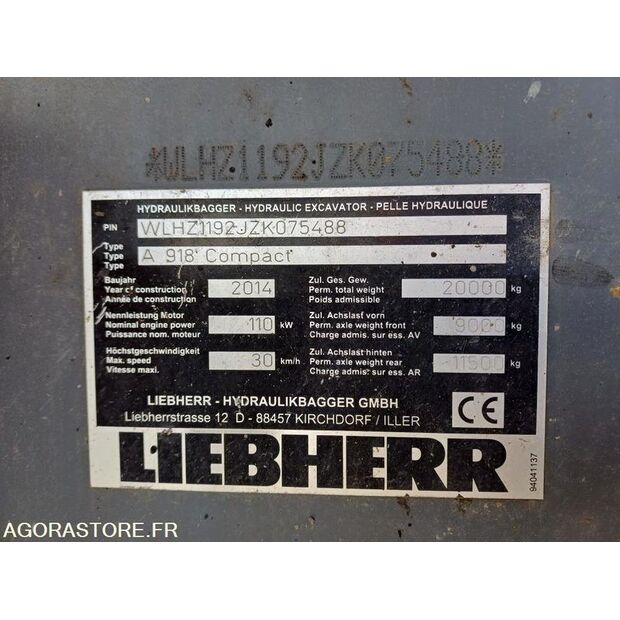 *WLHZ1192JZK075488*
HYDRAULIKBAGGER - HYDRAULIC EXCAVATOR - PELLE HYDRAULIQUE
PIN WLHZ1192JZK075488
Type
Type A 918 Compact
Type
Baujahr
Year of construction 2014
Année de construction
Zul. Ges. Gew.
Perm. total weight 20000 kg
Poids admissible
Nennleistung Motor
Nominal engine power 110 kW
Puissance nom. moteur
Zul. Achslast vorn
Perm. axle weight front 9000 kg
Charge admis. sur ess. AV
Höchstgeschwindigkeit
Max. speed 30 km/h
Vitesse maxi.
Zul. Achslast hinten
Perm. axle weight rear 11500 kg
Charge admis. sur ess. AR
LIEBHERR - HYDRAULIKBAGGER GMBH
Liebherrstrasse 12 D - 88457 KIRCHDORF / ILLER
CE
LIEBHERR
94041137
AGORASTORE.FR